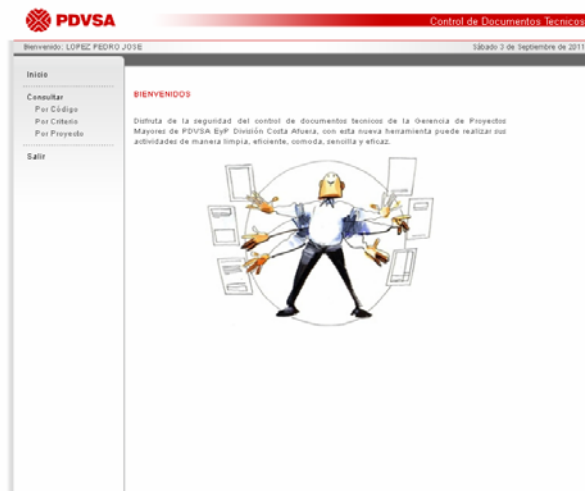 PDVSA
Control de Documentos Tecnicos
Bienvenido: LOPEZ PEDRO JOSE
Sábado 3 de Septiembre de 2011
Inicio
Consultar
Por Código
Por Criterio
Por Proyecto
Salir
BIENVENIDOS
Disfruta de la seguridad del control de documentos tecnicos de la Gerencia de Proyectos
Mayores de PDVSA EyP División Costa Afuera, con esta nueva herramienta puede realizar sus
actividades de manera limpia, eficiente, comoda, sencilla y eficaz.